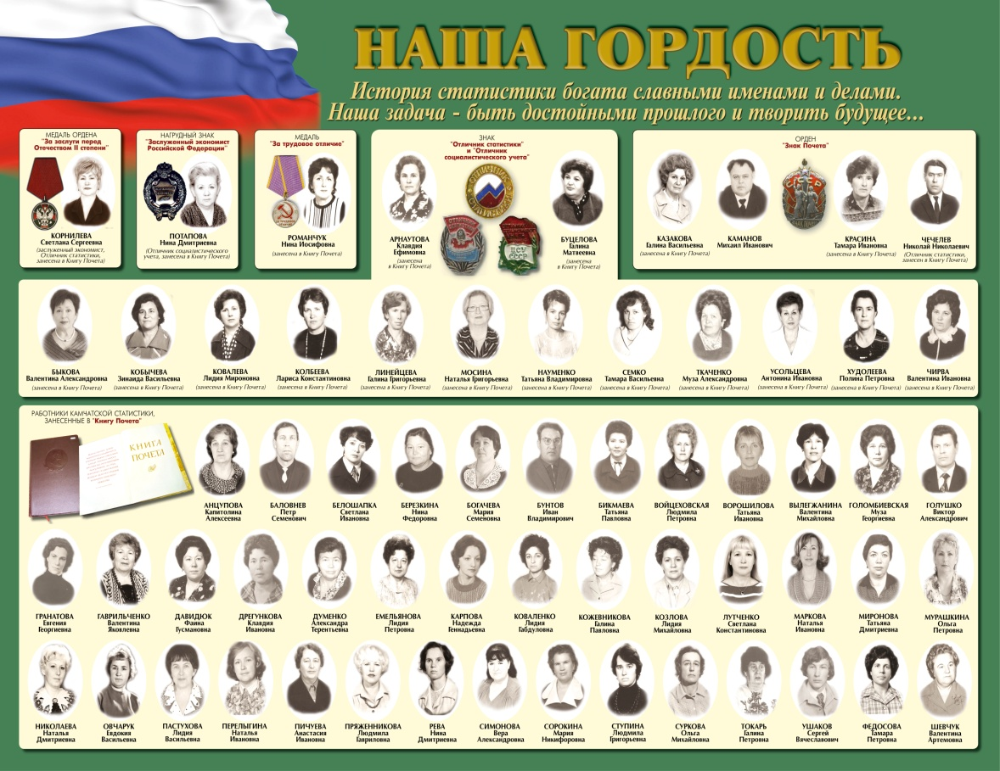 НАША ГОРДОСТЬ
История статистики богата славными именами и делами.
Наша задача - быть достойными прошлого и творить будущее...
МЕДАЛЬ ОРДЕНА
"За заслуги перед
Отечеством II степени"
КОРНИЛЕВА
Светлана Сергеевна
(заслуженный экономист,
Отличник статистики,
занесена в Книгу Почета)
НАГРУДНЫЙ ЗНАК
"Заслуженный экономист
Российской Федерации"
ПОТАПОВА
Нина Дмитриевна
(Отличник социалистического
учета, занесена в Книгу Почета)
МЕДАЛЬ
"За трудовое отличие"
РОМАНЧУК
Нина Иосифовна
(занесена в Книгу Почета)
ЗНАК
"Отличник статистики"
и "Отличник
социалистического учета"
АРНАУТОВА
Клавдия
Ефимовна
(занесена
в Книгу Почета)
БУЦЕЛОВА
Галина
Матвеевна
(занесена
в Книгу Почета)
ОРДЕН
"Знак Почета"
КАЗАКОВА
Галина Васильевна
(занесена в Книгу Почета)
КАМАНОВ
Михаил Иванович
КРАСИНА
Тамара Ивановна
(занесена в Книгу Почета)
ЧЕЧЕЛЕВ
Николай Николаевич
(Отличник статистики,
занесен в Книгу Почета)
БЫКОВА
Валентина Александровна
(занесена в Книгу Почета)
КОБЫЧЕВА
Зинаида Васильевна
(занесена в Книгу Почета)
КОВАЛЕВА
Лидия Мироновна
(занесена в Книгу Почета)
КОЛБЕЕВА
Лариса Константиновна
(занесена в Книгу Почета)
ЛИНЕЙЦЕВА
Галина Григорьевна
(занесена в Книгу Почета)
МОСИНА
Наталья Григорьевна
(занесена в Книгу Почета)
НАУМЕНКО
Татьяна Владимировна
(занесена в Книгу Почета)
СЕМКО
Тамара Васильевна
(занесена в Книгу Почета)
ТКАЧЕНКО
Муза Александровна
(занесена в Книгу Почета)
УСОЛЬЦЕВА
Антонина Ивановна
(занесена в Книгу Почета)
ХУДОЛЕЕВА
Полина Петровна
(занесена в Книгу Почета)
ЧИРВА
Валентина Ивановна
(занесена в Книгу Почета)
РАБОТНИКИ КАМЧАТСКОЙ СТАТИСТИКИ,
ЗАНЕСЕННЫЕ В "Книгу Почета"
КНИГА
ПОЧЕТА
АНЦУПОВА
Капитолина
Алексеевна
БАЛОВНЕВ
Петр
Семенович
БЕЛОШАПКА
Светлана
Ивановна
БЕРЕЗКИНА
Нина
Федоровна
БОГАЧЕВА
Мария
Семеновна
БУНТОВ
Иван
Владимирович
БИКМАЕВА
Татьяна
Павловна
ВОЙЦЕХОВСКАЯ
Людмила
Петровна
ВОРОШИЛОВА
Татьяна
Ивановна
ВЫЛЕГЖАНИНА
Валентина
Михайловна
ГОЛОМБИЕВСКАЯ
Муза
Георгиевна
ГОЛУШКО
Виктор
Александрович
ГРАНАТОВА
Евгения
Георгиевна
ГАВРИЛЬЧЕНКО
Валентина
Яковлевна
ДАВИДЮК
Фаина
Гусмановна
ДРЕГУНКОВА
Клавдия
Ивановна
ДУМЕНКО
Александра
Терентьевна
ЕМЕЛЬЯНОВА
Лидия
Петровна
КАРПОВА
Надежда
Геннадьевна
КОВАЛЕНКО
Лидия
Габдуловна
КОЖЕВНИКОВА
Галина
Павловна
КОЗЛОВА
Лидия
Михайловна
ЛУТЧЕНКО
Светлана
Константиновна
МАРКОВА
Наталья
Ивановна
МИРОНОВА
Татьяна
Дмитриевна
МУРАШКИНА
Ольга
Петровна
НИКОЛАЕВА
Наталья
Дмитриевна
ОВЧАРУК
Евдокия
Васильевна
ПАСТУХОВА
Лидия
Васильевна
ПЕРЕЛЫГИНА
Наталья
Ивановна
ПИЧУЕВА
Анастасия
Ивановна
ПРЯЖЕННИКОВА
Людмила
Гавриловна
РЕВА
Нина
Дмитриевна
СИМОНОВА
Вера
Александровна
СОРОКИНА
Мария
Никифоровна
СТУПИНА
Людмила
Григорьевна
СУРКОВА
Ольга
Михайловна
ТОКАРЬ
Галина
Петровна
УШАКОВ
Сергей
Вячеславович
ФЕДОСОВА
Тамара
Петровна
ШЕВЧУК
Валентина
Артемовна